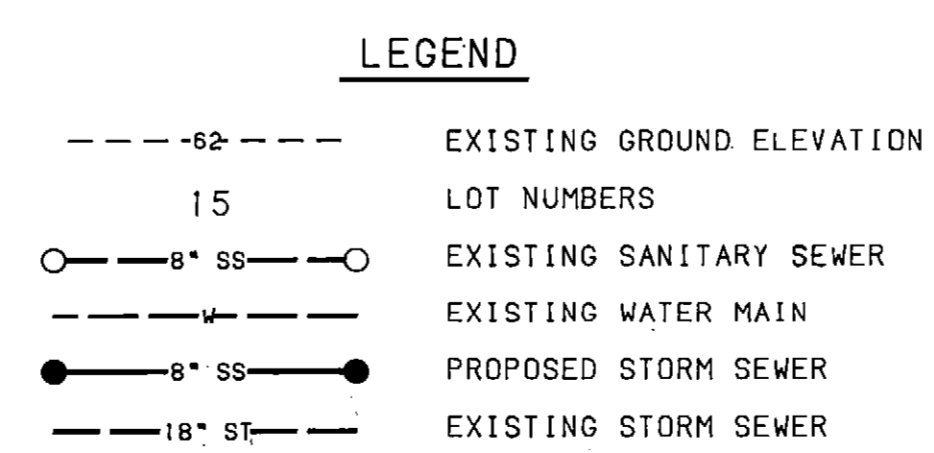 LEGEND
62 EXISTING GROUND ELEVATION
15 LOT NUMBERS
8" SS EXISTING SANITARY SEWER
W EXISTING WATER MAIN
8" SS PROPOSED STORM SEWER
18" ST EXISTING STORM SEWER